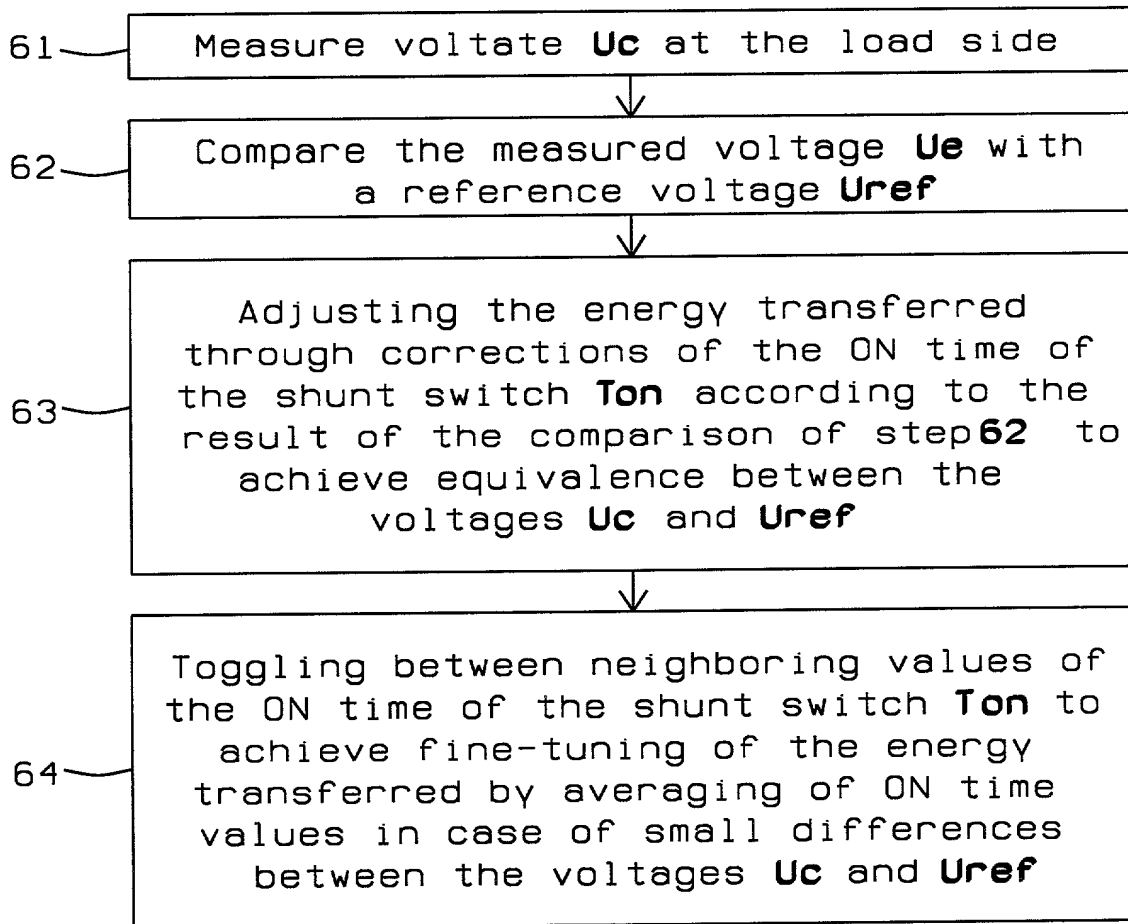 61 Measure voltate Uc at the load side
Compare the measured voltage Ue with
62
a reference voltage Uref
Adjusting the energy transferred
through corrections of the ON time of
the shunt switch Ton according to the
63
result of the comparison of step62 to
achieve equivalence between the
voltages Uc and Uref
Toggling between neighboring values of
the ON time of the shunt switch Ton to
achieve fine-tuning of the energy
64
transferred by averaging of ON time
values in case of small differences
between the voltages Uc and Uref